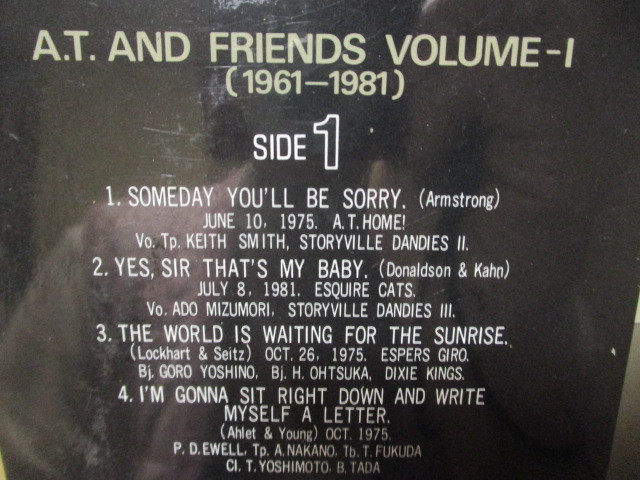 A.T. AND FRIENDS VOLUME-I
(1961-1981)
SIDE 1
1. SOMEDAY YOU'LL BE SORRY. (Armstrong)
JUNE 10, 1975. A.T. HOME!
Vo. Tp. KEITH SMITH, STORYVILLE DANDIES II.
2. YES, SIR THAT'S MY BABY. (Donaldson & Kahn)
JULY 8, 1981. ESQUIRE CATS.
Vo. ADO MIZUMORI, STORYVILLE DANDIES III.
3. THE WORLD IS WAITING FOR THE SUNRISE.
(Lockhart & Seitz) OCT. 26, 1975. ESPERS GIRO.
Bj. GORO YOSHINO, Bj. H. OHTSUKA, DIXIE KINGS.
4. I'M GONNA SIT RIGHT DOWN AND WRITE
MYSELF A LETTER.
(Ahlet & Young) OCT. 1975.
P. D. EWELL, Tp. A. NAKANO, Tb. T. FUKUDA
Cl. T. YOSHIMOTO, B. TADA